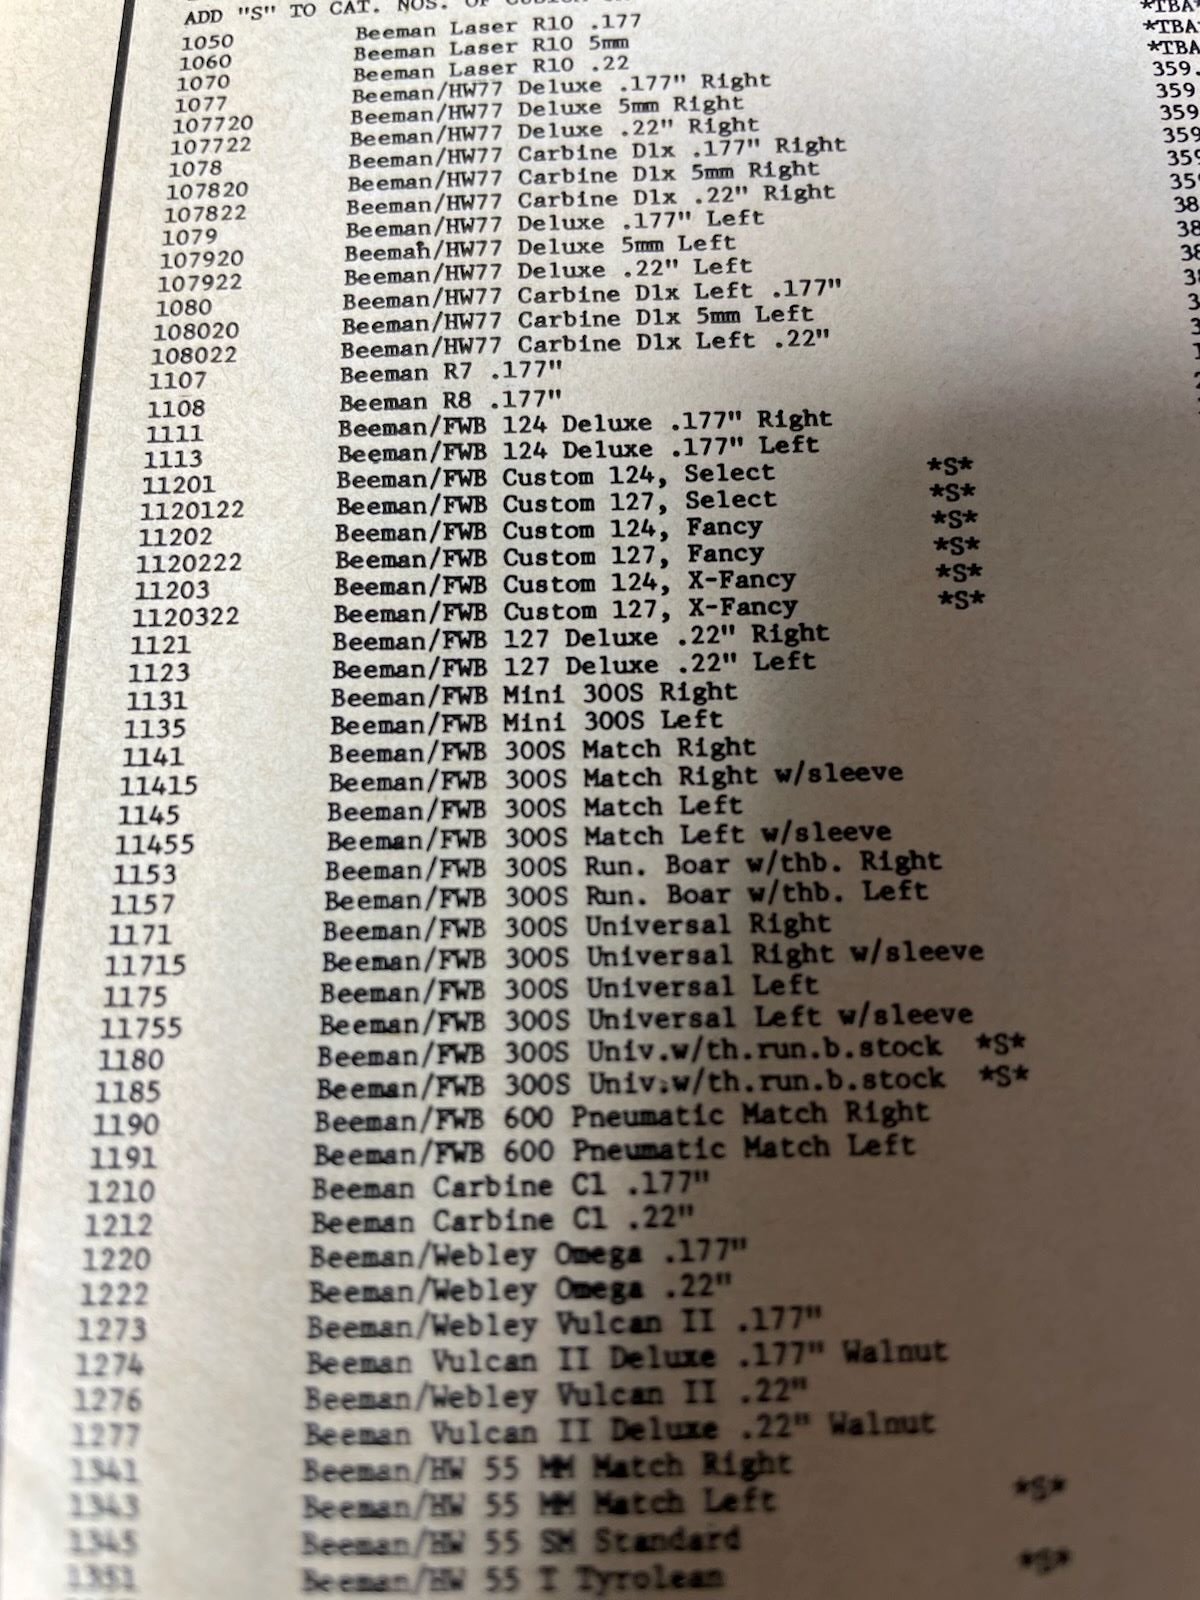 ADD "S" TO CAT. NOS. OF
1050 Beeman Laser R10 .177 *TBA*
1060 Beeman Laser R10 5mm *TBA
1070 Beeman Laser R10 .22 *TBA
1077 Beeman/HW77 Deluxe .177" Right 359.
107720 Beeman/HW77 Deluxe 5mm Right 359
107722 Beeman/HW77 Deluxe .22" Right 359
1078 Beeman/HW77 Carbine Dlx .177" Right 359
107820 Beeman/HW77 Carbine Dlx 5mm Right 359
107822 Beeman/HW77 Carbine Dlx .22" Right 35
1079 Beeman/HW77 Deluxe .177" Left 38
107920 Beeman/HW77 Deluxe 5mm Left 38
107922 Beeman/HW77 Deluxe .22" Left 38
1080 Beeman/HW77 Carbine Dlx Left .177" 38
108020 Beeman/HW77 Carbine Dlx 5mm Left 3
108022 Beeman/HW77 Carbine Dlx Left .22" 3
1107 Beeman R7 .177" 1
1108 Beeman R8 .177"
1111 Beeman/FWB 124 Deluxe .177" Right
1113 Beeman/FWB 124 Deluxe .177" Left
11201 Beeman/FWB Custom 124, Select *S*
1120122 Beeman/FWB Custom 127, Select *S*
11202 Beeman/FWB Custom 124, Fancy *S*
1120222 Beeman/FWB Custom 127, Fancy *S*
11203 Beeman/FWB Custom 124, X-Fancy *S*
1120322 Beeman/FWB Custom 127, X-Fancy *S*
1121 Beeman/FWB 127 Deluxe .22" Right
1123 Beeman/FWB 127 Deluxe .22" Left
1131 Beeman/FWB Mini 300S Right
1135 Beeman/FWB Mini 300S Left
1141 Beeman/FWB 300S Match Right
11415 Beeman/FWB 300S Match Right w/sleeve
1145 Beeman/FWB 300S Match Left
11455 Beeman/FWB 300S Match Left w/sleeve
1153 Beeman/FWB 300S Run. Boar w/thb. Right
1157 Beeman/FWB 300S Run. Boar w/thb. Left
1171 Beeman/FWB 300S Universal Right
11715 Beeman/FWB 300S Universal Right w/sleeve
1175 Beeman/FWB 300S Universal Left
11755 Beeman/FWB 300S Universal Left w/sleeve
1180 Beeman/FWB 300S Univ.w/th.run.b.stock *S*
1185 Beeman/FWB 300S Univ.w/th.run.b.stock *S*
1190 Beeman/FWB 600 Pneumatic Match Right
1191 Beeman/FWB 600 Pneumatic Match Left
1210 Beeman Carbine C1 .177"
1212 Beeman Carbine C1 .22"
1220 Beeman/Webley Omega .177"
1222 Beeman/Webley Omega .22"
1273 Beeman/Webley Vulcan II .177"
1274 Beeman Vulcan II Deluxe .177" Walnut
1276 Beeman/Webley Vulcan II .22"
1277 Beeman Vulcan II Deluxe .22" Walnut
1341 Beeman/HW 55 MM Match Right
1343 Beeman/HW 55 MM Match Left *S*
1345 Beeman/HW 55 SM Standard
1351 Beeman/HW 55 T Tyrolean *S*